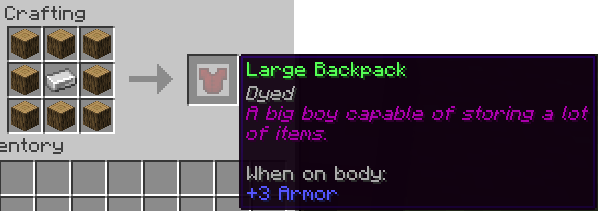 Crafting
Large Backpack
Dyed
A big boy capable of storing a lot
of items.
entory
When on body:
+3 Armor